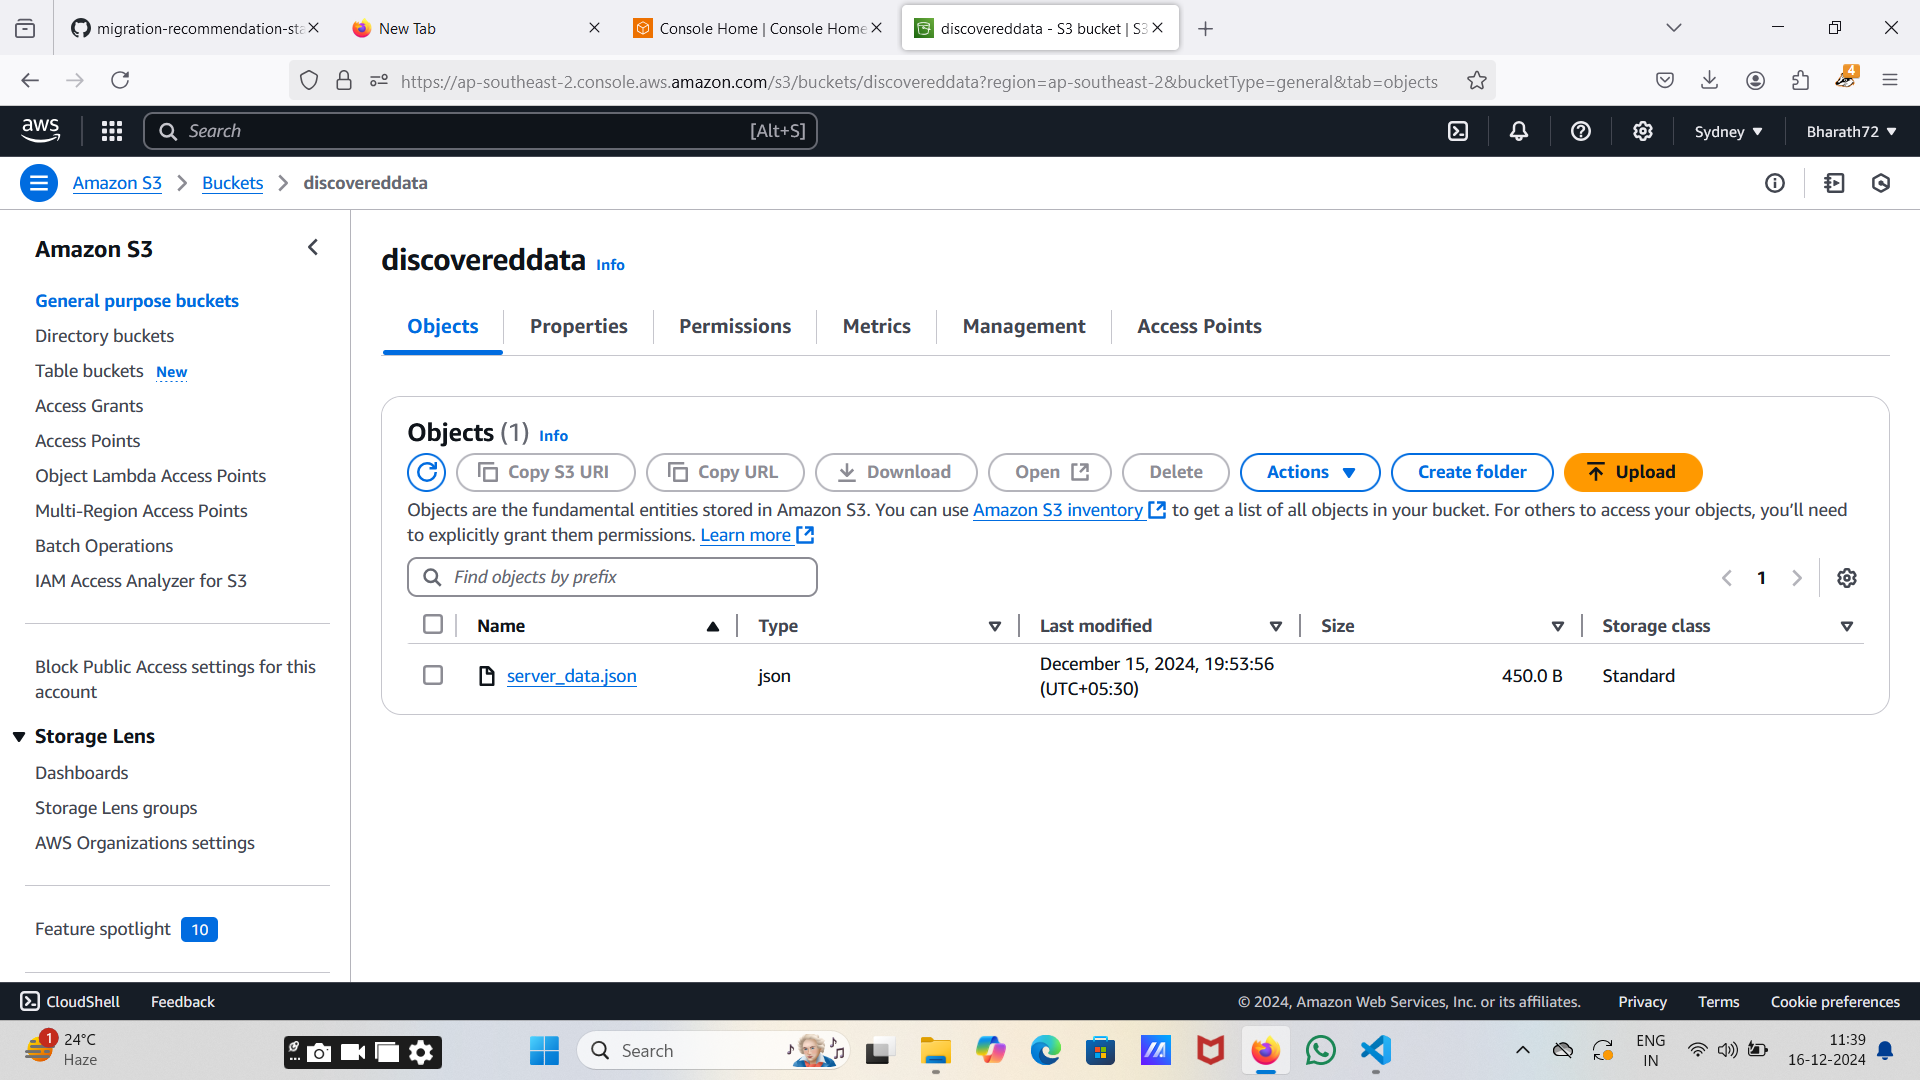 migration-recommendation-sta
New Tab
Console Home | Console Home
discovereddata - S3 bucket | S3
https://ap-southeast-2.console.aws.amazon.com/s3/buckets/discovereddata?region=ap-southeast-2&bucketType=general&tab=objects
4
aws
Search
[Alt+S]
Sydney
Bharath72
Amazon S3
Buckets
discovereddata
Amazon S3
General purpose buckets
Directory buckets
Table buckets New
Access Grants
Access Points
Object Lambda Access Points
Multi-Region Access Points
Batch Operations
IAM Access Analyzer for S3
Block Public Access settings for this
account
Storage Lens
Dashboards
Storage Lens groups
AWS Organizations settings
Feature spotlight 10
discovereddata Info
Objects
Properties
Permissions
Metrics
Management
Access Points
Objects (1) Info
Copy S3 URI
Copy URL
Download
Open
Delete
Actions
Create folder
Upload
Objects are the fundamental entities stored in Amazon S3. You can use Amazon S3 inventory to get a list of all objects in your bucket. For others to access your objects, you’ll need
to explicitly grant them permissions. Learn more
Find objects by prefix
1
Name
Type
Last modified
Size
Storage class
server_data.json
json
December 15, 2024, 19:53:56
(UTC+05:30)
450.0 B
Standard
CloudShell
Feedback
© 2024, Amazon Web Services, Inc. or its affiliates.
Privacy
Terms
Cookie preferences
1
24°C
Haze
Search
ENG
IN
11:39
16-12-2024